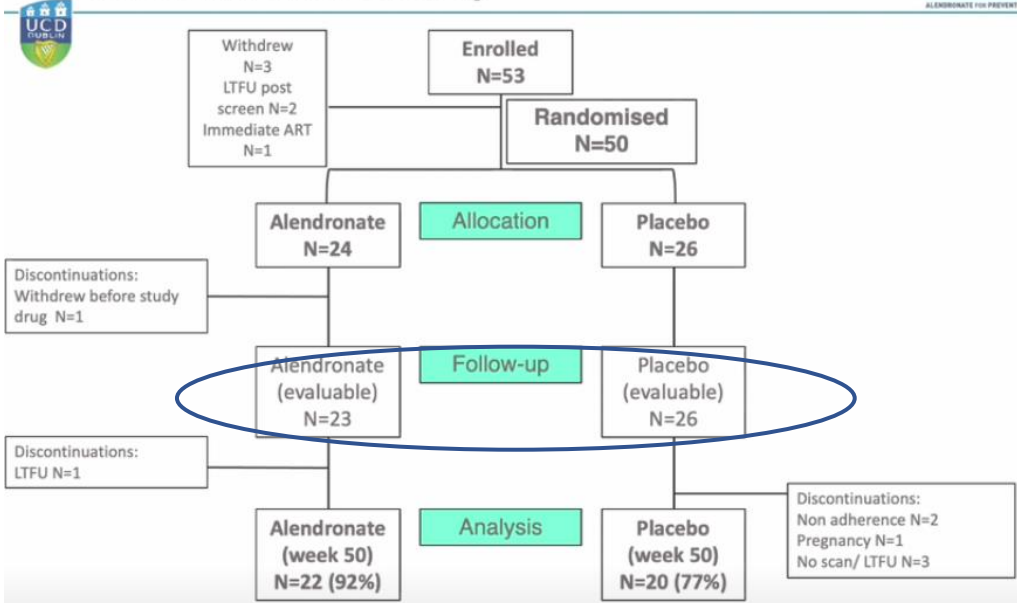 ALENDRONATE FOR PREVENT
UCD
DUBLIN
Withdrew
N=3
LTFU post
screen N=2
Immediate ART
N=1
Enrolled
N=53
Randomised
N=50
Alendronate
N=24
Allocation
Placebo
N=26
Discontinuations:
Withdrew before study
drug N=1
Alendronate
(evaluable)
N=23
Follow-up
Placebo
(evaluable)
N=26
Discontinuations:
LTFU N=1
Alendronate
(week 50)
N=22 (92%)
Analysis
Placebo
(week 50)
N=20 (77%)
Discontinuations:
Non adherence N=2
Pregnancy N=1
No scan/ LTFU N=3